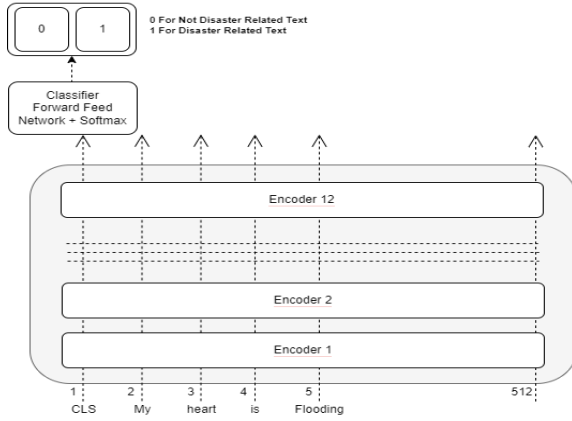 0 1
0 For Not Disaster Related Text
1 For Disaster Related Text
Classifier
Forward Feed
Network + Softmax
Encoder 12
Encoder 2
Encoder 1
1 2 3 4 5 512
CLS My heart is Flooding